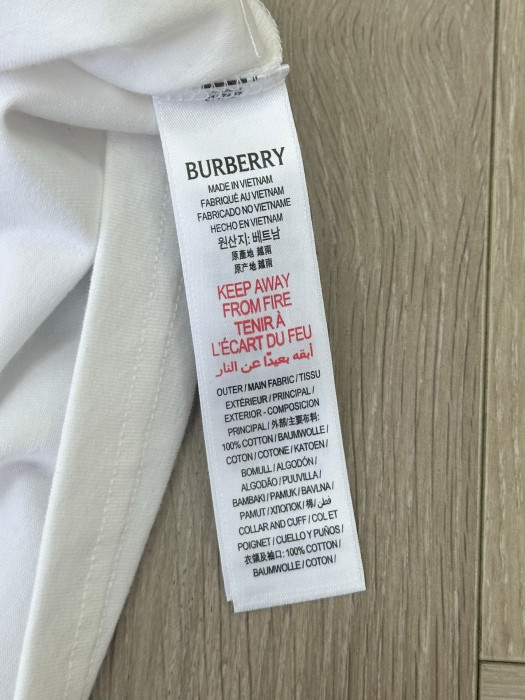 BURBERRY
MADE IN VIETNAM
FABRIQUÉ AU VIETNAM
FABRICADO NO VIETNAME
HECHO EN VIETNAM
원산지: 베트남
原產地 越南
原产地 越南
KEEP AWAY
FROM FIRE
TENIR À
L'ÉCART DU FEU
أبقه بعيدًا عن النار
OUTER / MAIN FABRIC / TISSU
EXTÉRIEUR / PRINCIPAL /
EXTERIOR - COMPOSICION
PRINCIPAL / 外部/主要布料:
100% COTTON / BAUMWOLLE /
COTON / COTONE / KATOEN /
BOMULL / ALGODÓN /
ALGODÃO / PUUVILLA /
BAMBAKI / PAMUK / BAVLNA /
PAMUT / ХЛОПОК / 棉/ قطن/
COLLAR AND CUFF / COL ET
POIGNET / CUELLO Y PUÑOS /
衣領及袖口: 100% COTTON /
BAUMWOLLE / COTON /